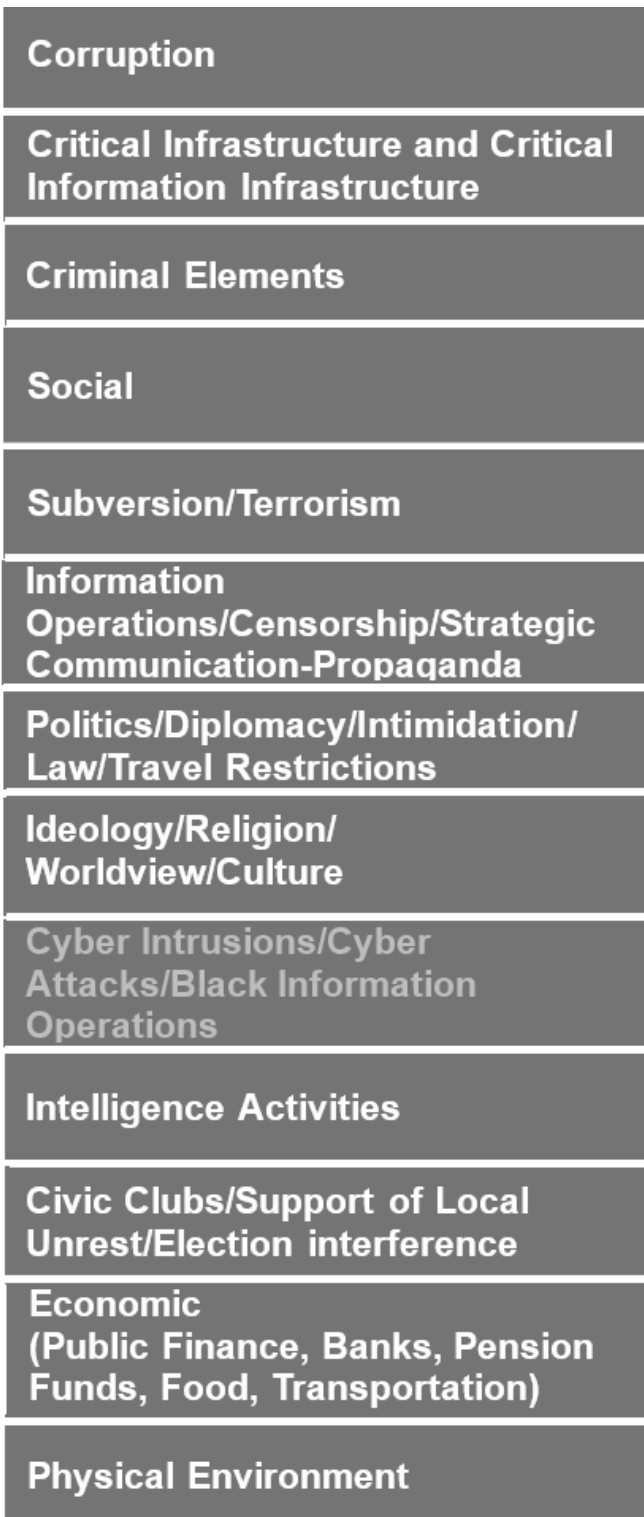 Corruption
Critical Infrastructure and Critical
Information Infrastructure
Criminal Elements
Social
Subversion/Terrorism
Information
Operations/Censorship/Strategic
Communication-Propaganda
Politics/Diplomacy/Intimidation/
Law/Travel Restrictions
Ideology/Religion/
Worldview/Culture
Cyber Intrusions/Cyber
Attacks/Black Information
Operations
Intelligence Activities
Civic Clubs/Support of Local
Unrest/Election interference
Economic
(Public Finance, Banks, Pension
Funds, Food, Transportation)
Physical Environment